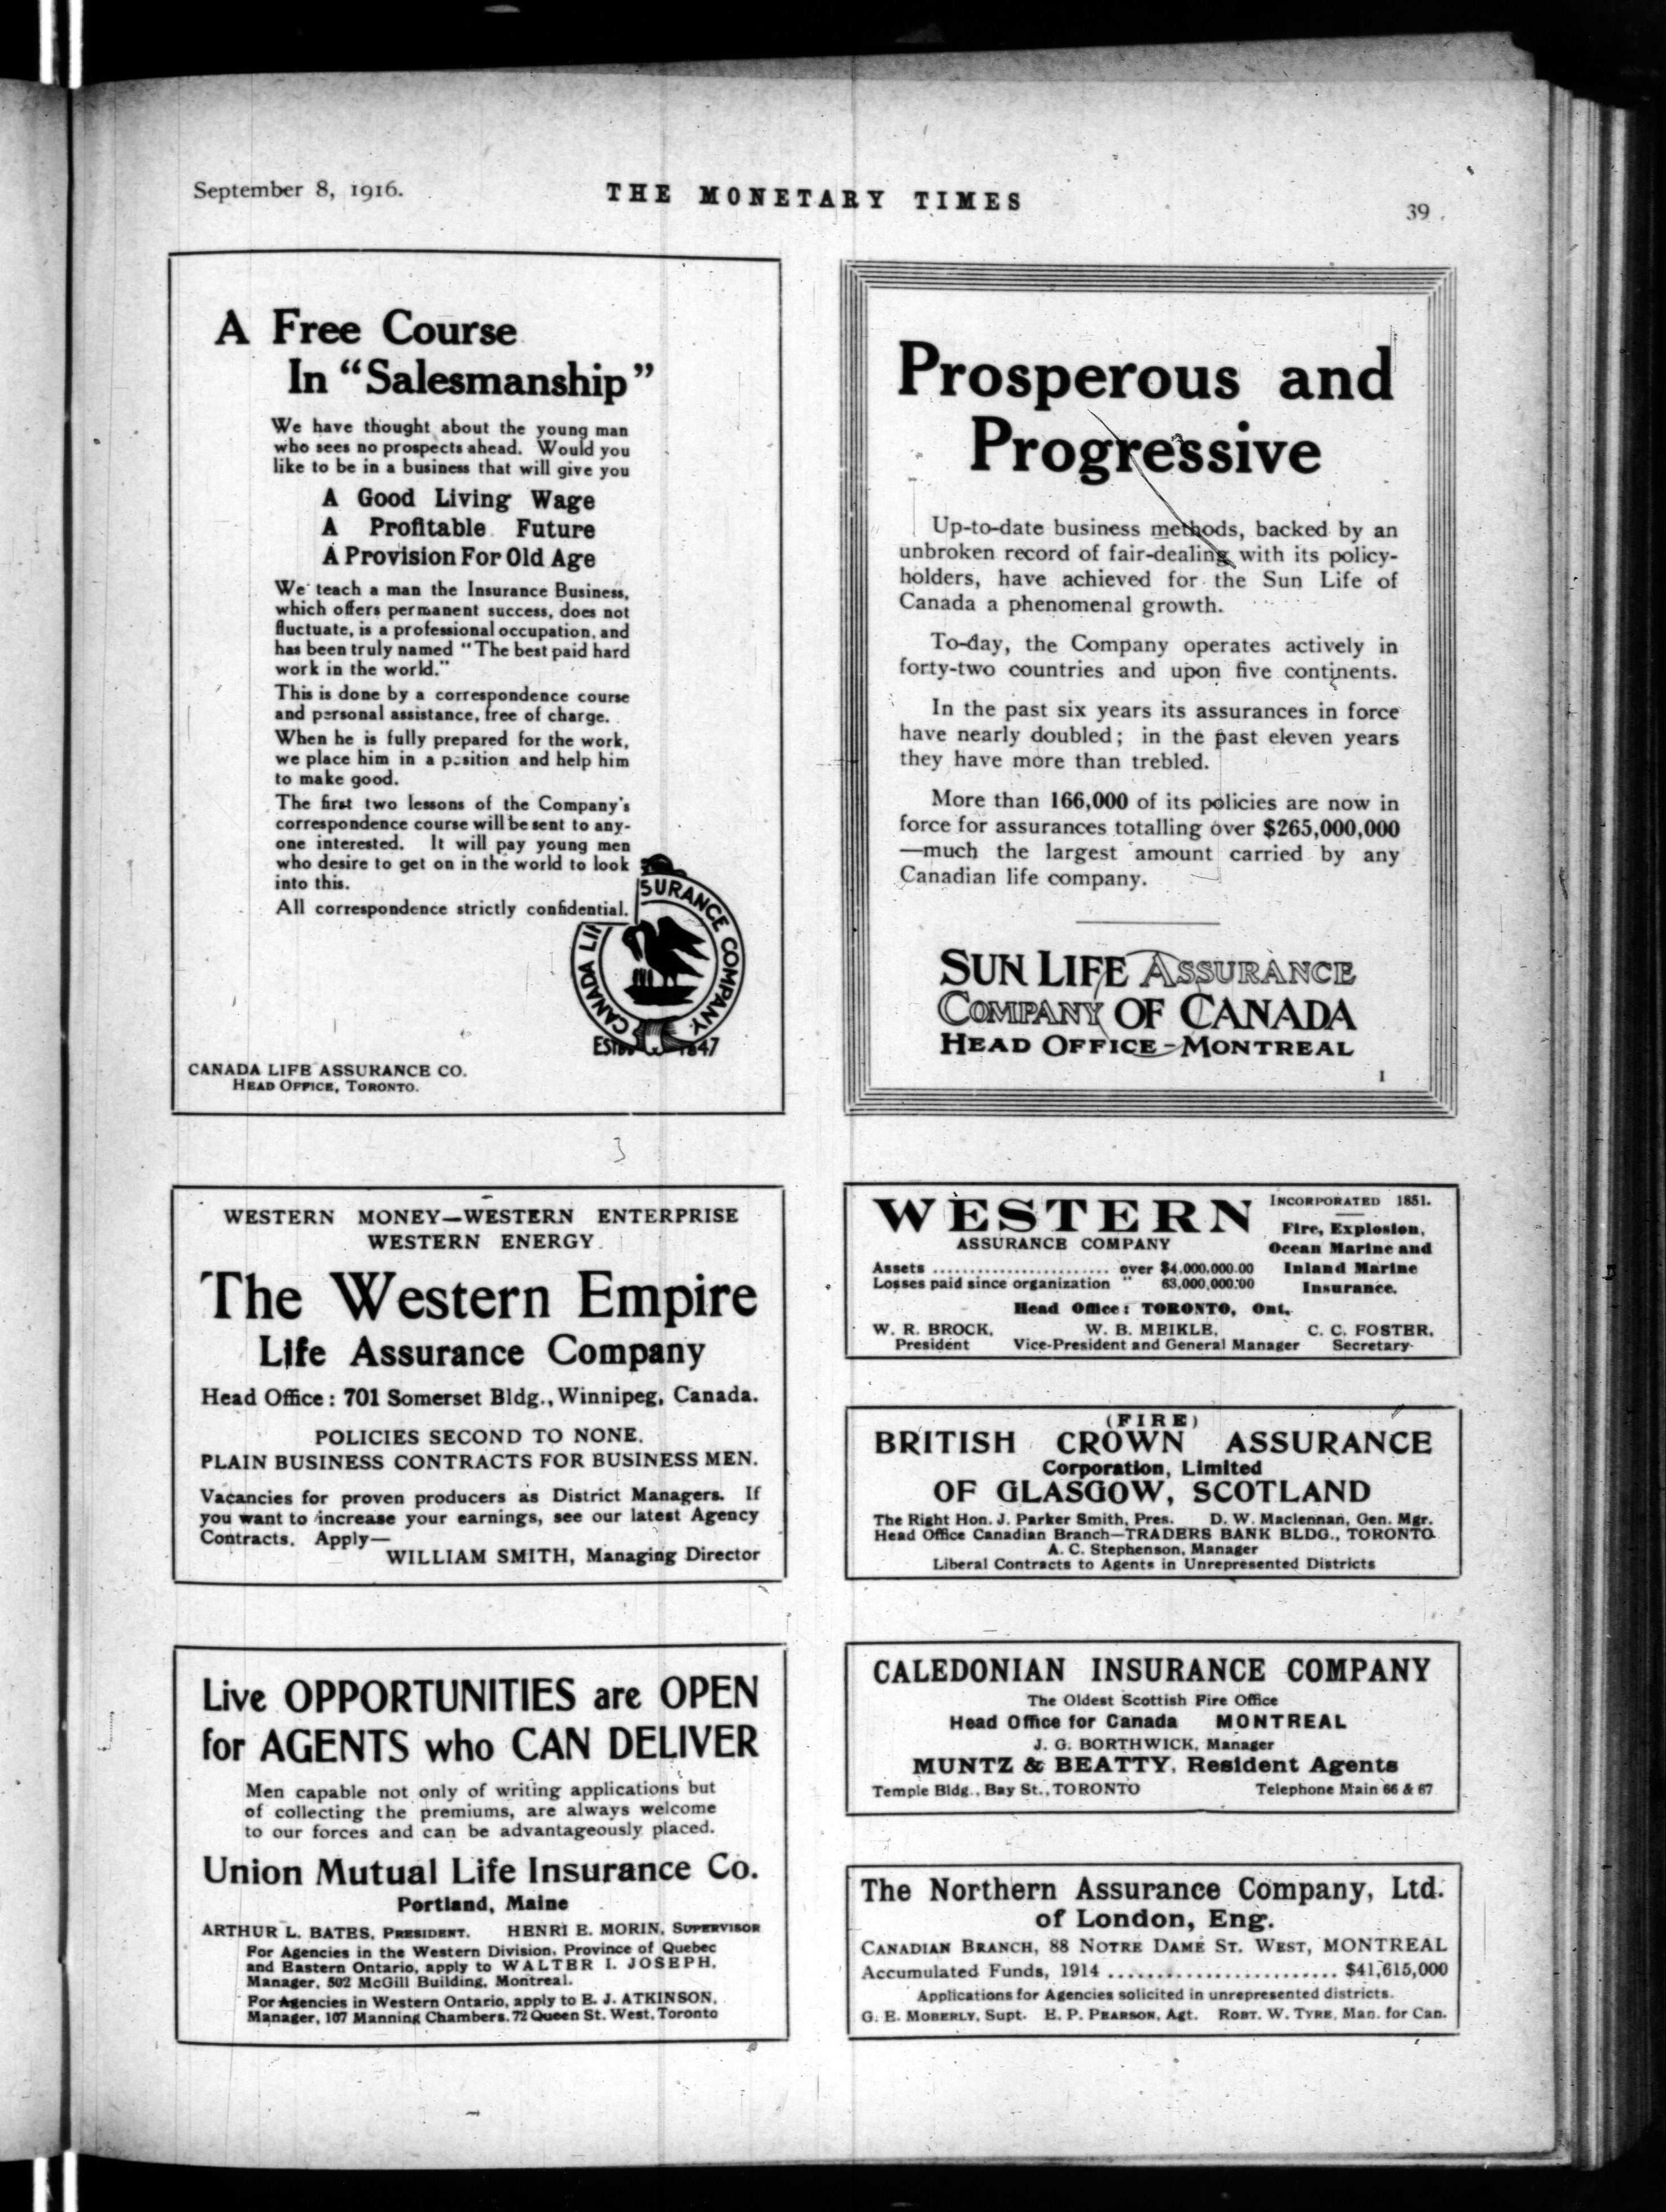 September 8, 1916.
THE MONETARY TIMES
39
A Free Course
In "Salesmanship"
We have thought about the young man
who sees no prospects ahead. Would you
like to be in a business that will give you
A Good Living Wage
A Profitable Future
A Provision For Old Age
We teach a man the Insurance Business,
which offers permanent success, does not
fluctuate, is a professional occupation, and
has been truly named "The best paid hard
work in the world."
This is done by a correspondence course
and personal assistance, free of charge.
When he is fully prepared for the work,
we place him in a position and help him
to make good.
The first two lessons of the Company's
correspondence course will be sent to any-
one interested. It will pay young men
who desire to get on in the world to look
into this.
All correspondence strictly confidential.
CANADA LIF
SURANCE COMPANY.
1847
CANADA LIFE ASSURANCE CO.
HEAD OFFICE, TORONTO.
Prosperous and
Progressive
Up-to-date business methods, backed by an
unbroken record of fair-dealing with its policy-
holders, have achieved for the Sun Life of
Canada a phenomenal growth.
To-day, the Company operates actively in
forty-two countries and upon five continents.
In the past six years its assurances in force
have nearly doubled; in the past eleven years
they have more than trebled.
More than 166,000 of its policies are now in
force for assurances totalling over $265,000,000
—much the largest amount carried by any
Canadian life company.
SUN LIFE ASSURANCE
COMPANY OF CANADA
HEAD OFFICE-MONTREAL
1
WESTERN MONEY—WESTERN ENTERPRISE
WESTERN ENERGY
The Western Empire
Life Assurance Company
Head Office: 701 Somerset Bldg., Winnipeg, Canada.
POLICIES SECOND TO NONE.
PLAIN BUSINESS CONTRACTS FOR BUSINESS MEN.
Vacancies for proven producers as District Managers. If
you want to increase your earnings, see our latest Agency
Contracts. Apply—
WILLIAM SMITH, Managing Director
Live OPPORTUNITIES are OPEN
for AGENTS who CAN DELIVER
Men capable not only of writing applications but
of collecting the premiums, are always welcome
to our forces and can be advantageously placed.
Union Mutual Life Insurance Co.
Portland, Maine
ARTHUR L. BATES, PRESIDENT. HENRI E. MORIN, SUPERVISOR
For Agencies in the Western Division, Province of Quebec
and Eastern Ontario, apply to WALTER I. JOSEPH,
Manager, 502 McGill Building, Montreal.
For Agencies in Western Ontario, apply to E. J. ATKINSON,
Manager, 107 Manning Chambers, 72 Queen St. West, Toronto
WESTERN
ASSURANCE COMPANY
INCORPORATED 1851.
Fire, Explosion,
Ocean Marine and
Inland Marine
Insurance.
Assets ........................ over $4,000,000.00
Losses paid since organization " 63,000,000.00
Head Office: TORONTO, Ont.
W. R. BROCK, W. B. MEIKLE, C. C. FOSTER,
President Vice-President and General Manager Secretary
(FIRE)
BRITISH CROWN ASSURANCE
Corporation, Limited
OF GLASGOW, SCOTLAND
The Right Hon. J. Parker Smith, Pres. D. W. Maclennan, Gen. Mgr.
Head Office Canadian Branch—TRADERS BANK BLDG., TORONTO
A. C. Stephenson, Manager
Liberal Contracts to Agents in Unrepresented Districts
CALEDONIAN INSURANCE COMPANY
The Oldest Scottish Fire Office
Head Office for Canada MONTREAL
J. G. BORTHWICK, Manager
MUNTZ & BEATTY, Resident Agents
Temple Bldg., Bay St., TORONTO Telephone Main 66 & 67
The Northern Assurance Company, Ltd.
of London, Eng.
CANADIAN BRANCH, 88 NOTRE DAME ST. WEST, MONTREAL
Accumulated Funds, 1914 ........................ $41,615,000
Applications for Agencies solicited in unrepresented districts.
G. E. MOBERLY, Supt. E. P. PEARSON, Agt. ROBT. W. TYRE, Man. for Can.